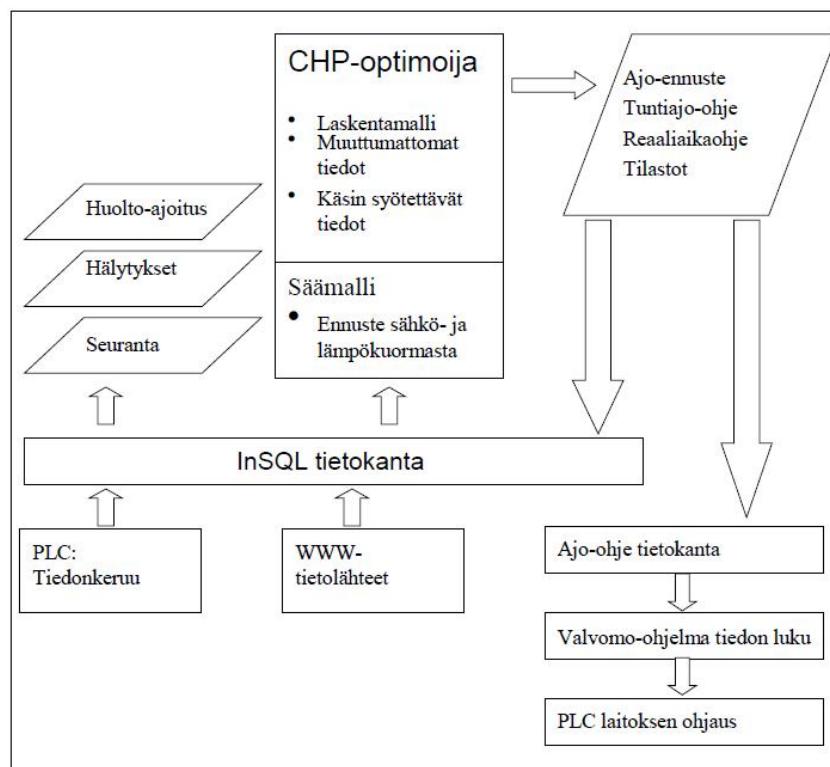 CHP-optimoija
• Laskentamalli
• Muuttumattomat
tiedot
• Käsin syötettävät
tiedot
Säämalli
• Ennuste sähkö- ja
lämpökuormasta
Ajo-ennuste
Tuntiajo-ohje
Reaaliaikaohje
Tilastot
Huolto-ajoitus
Hälytykset
Seuranta
InSQL tietokanta
PLC:
Tiedonkeruu
WWW-
tietolähteet
Ajo-ohje tietokanta
Valvomo-ohjelma tiedon luku
PLC laitoksen ohjaus